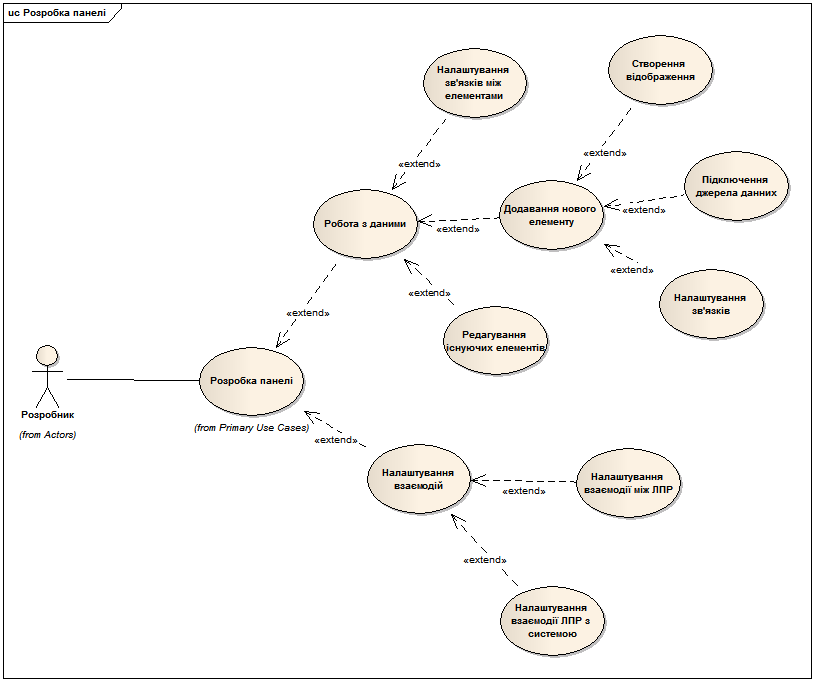 uc Розробка панелі
Налаштування
зв'язків між
елементами
Створення
відображення
«extend»
«extend»
Підключення
джерела данних
Робота з даними
Додавання нового
елементу
«extend»
«extend»
«extend»
«extend»
Налаштування
зв'язків
«extend»
Редагування
існуючих елементів
Розробник
(from Actors)
Розробка панелі
(from Primary Use Cases)
«extend»
Налаштування
взаємодій
«extend»
Налаштування
взаємодії між ЛПР
«extend»
Налаштування
взаємодії ЛПР з
системою